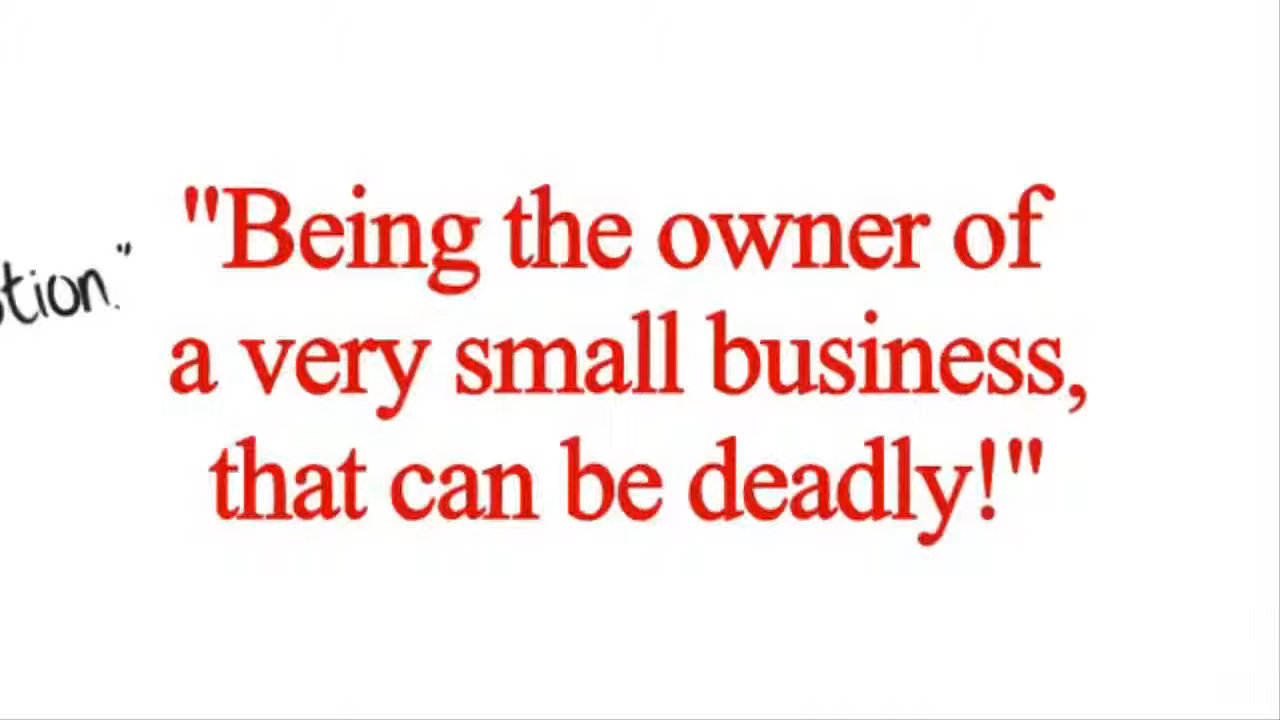 "Being the owner of
a very small business,
that can be deadly!"